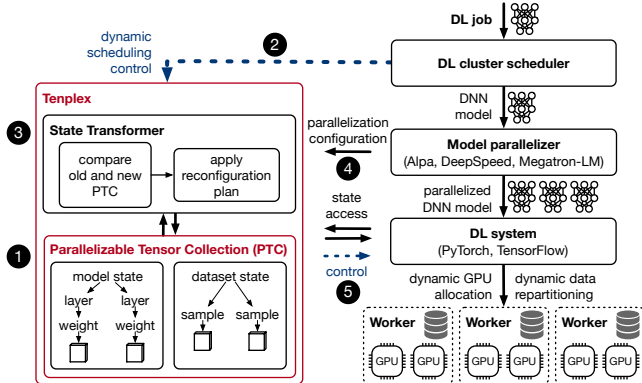 DL job
dynamic
scheduling
control
2
DL cluster scheduler
Tenplex
DNN
model
3
State Transformer
compare
old and new
PTC
apply
reconfiguration
plan
parallelization
configuration
4
Model parallelizer
(Alpa, DeepSpeed, Megatron-LM)
parallelized
DNN model
state
access
DL system
(PyTorch, TensorFlow)
1
Parallelizable Tensor Collection (PTC)
model state
layer
layer
weight
weight
dataset state
sample
sample
control
5
dynamic GPU
allocation
dynamic data
repartitioning
Worker
Worker
Worker
GPU
GPU
GPU
GPU
GPU
GPU